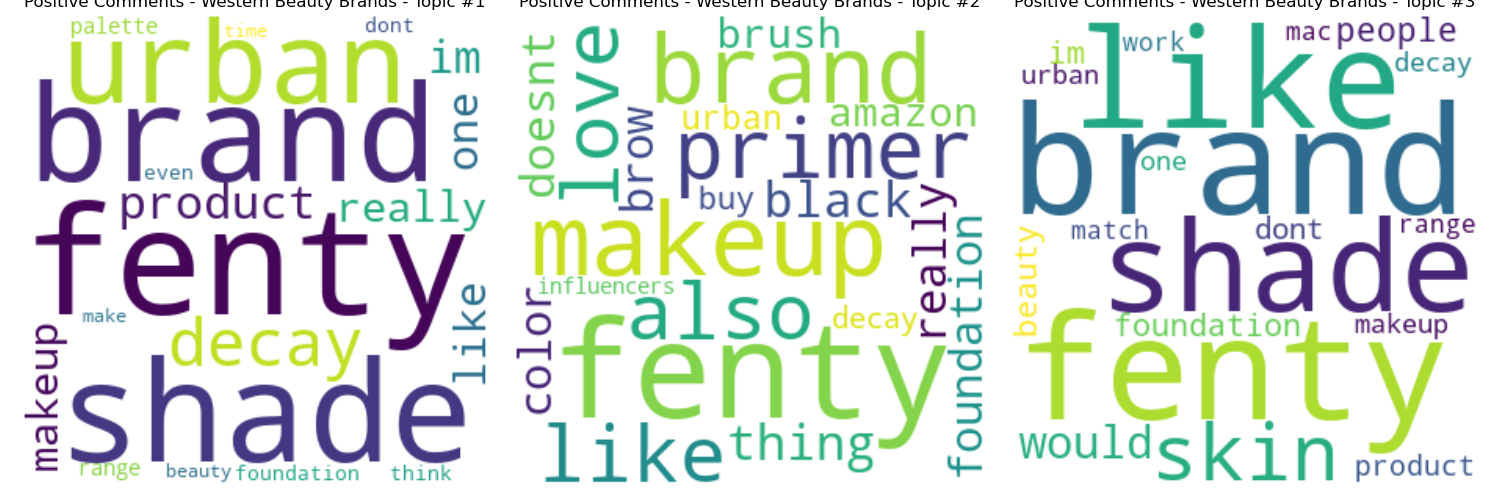 Positive Comments - Western Beauty Brands - Topic #1
palette
time
dont
urban
im
brand
one
even
product
really
fenty
make
decay
like
makeup
shade
range
beauty
foundation
think
Positive Comments - Western Beauty Brands - Topic #2
doesnt
love
brush
brand
brow
urban
amazon
primer
buy
black
makeup
really
foundation
influencers
color
also
decay
fenty
like
thing
Positive Comments - Western Beauty Brands - Topic #3
im
work
mac
people
urban
like
decay
brand
one
match
dont
range
beauty
shade
foundation
makeup
fenty
would
skin
product